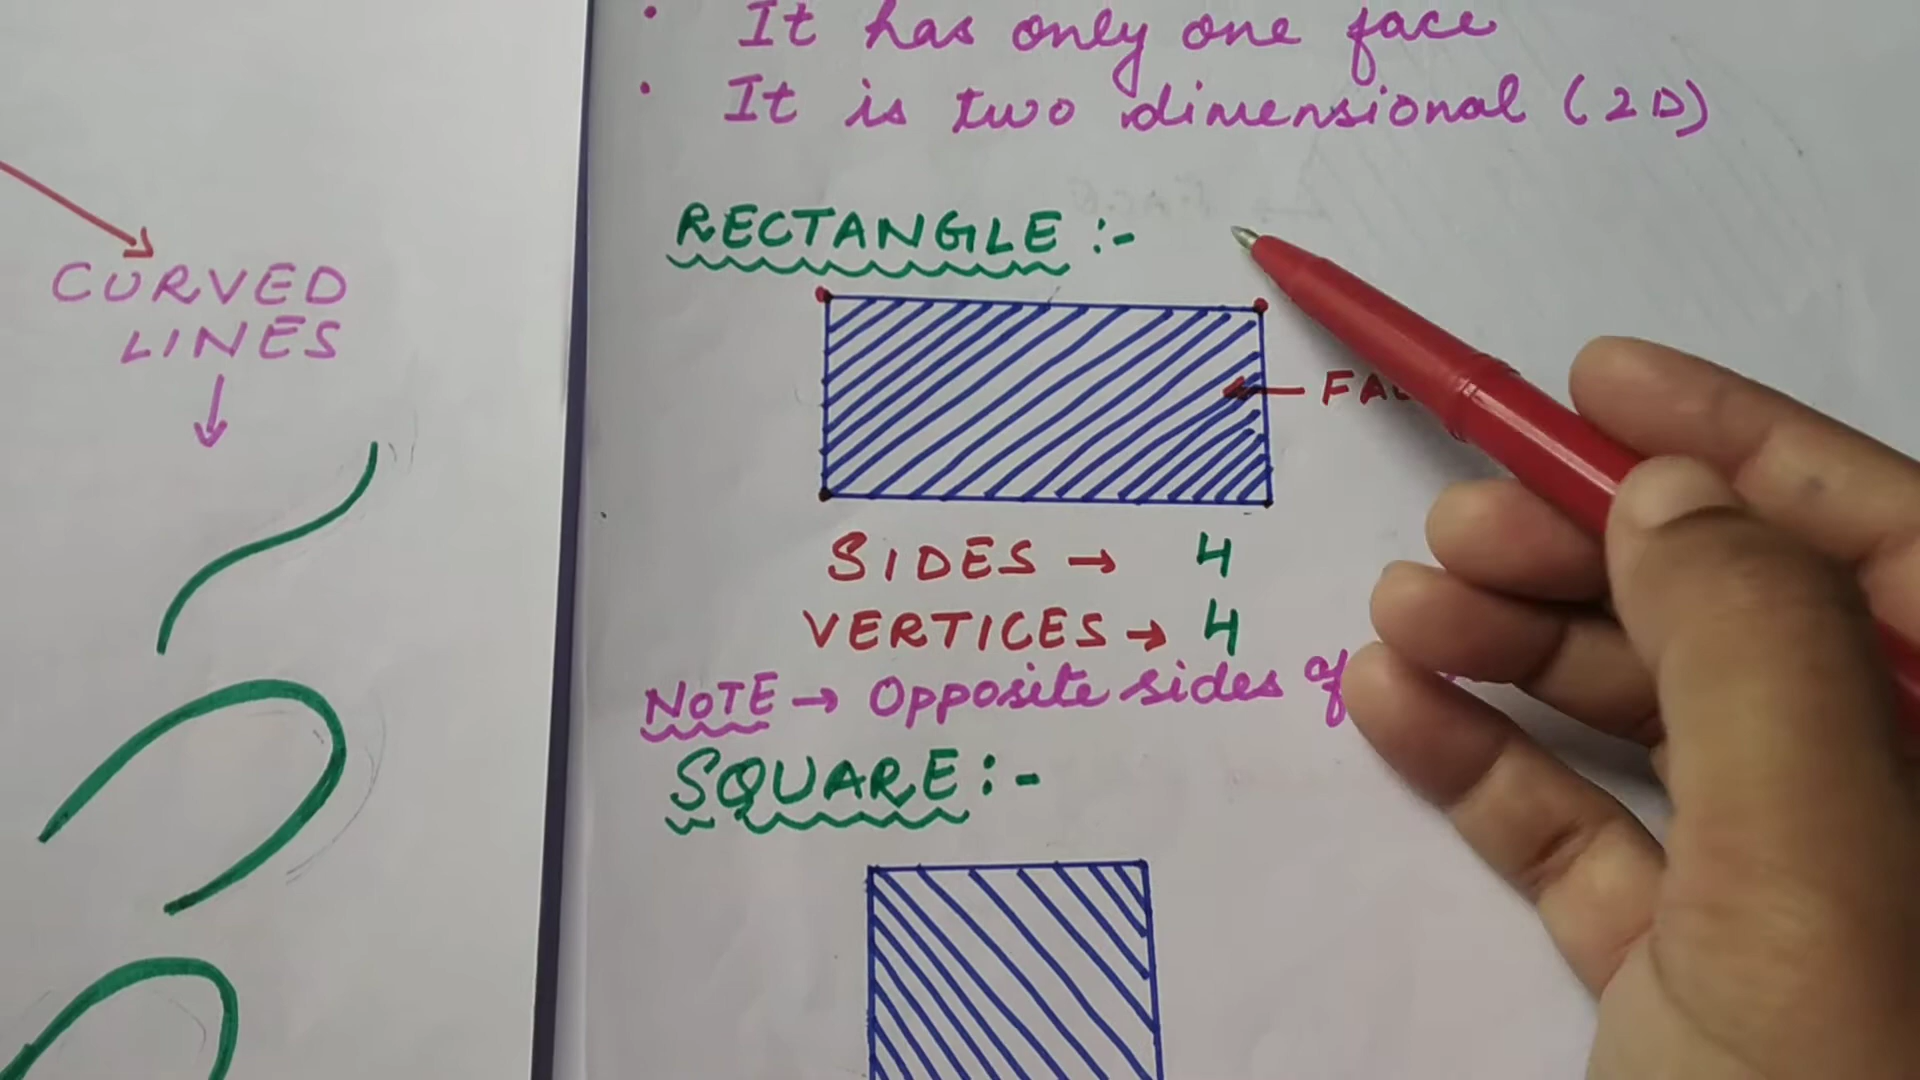 CURVED
LINES
• It has only one face
• It is two dimensional (2D)
RECTANGLE :-
SIDES → 4
VERTICES → 4
NOTE → Opposite sides of
SQUARE :-